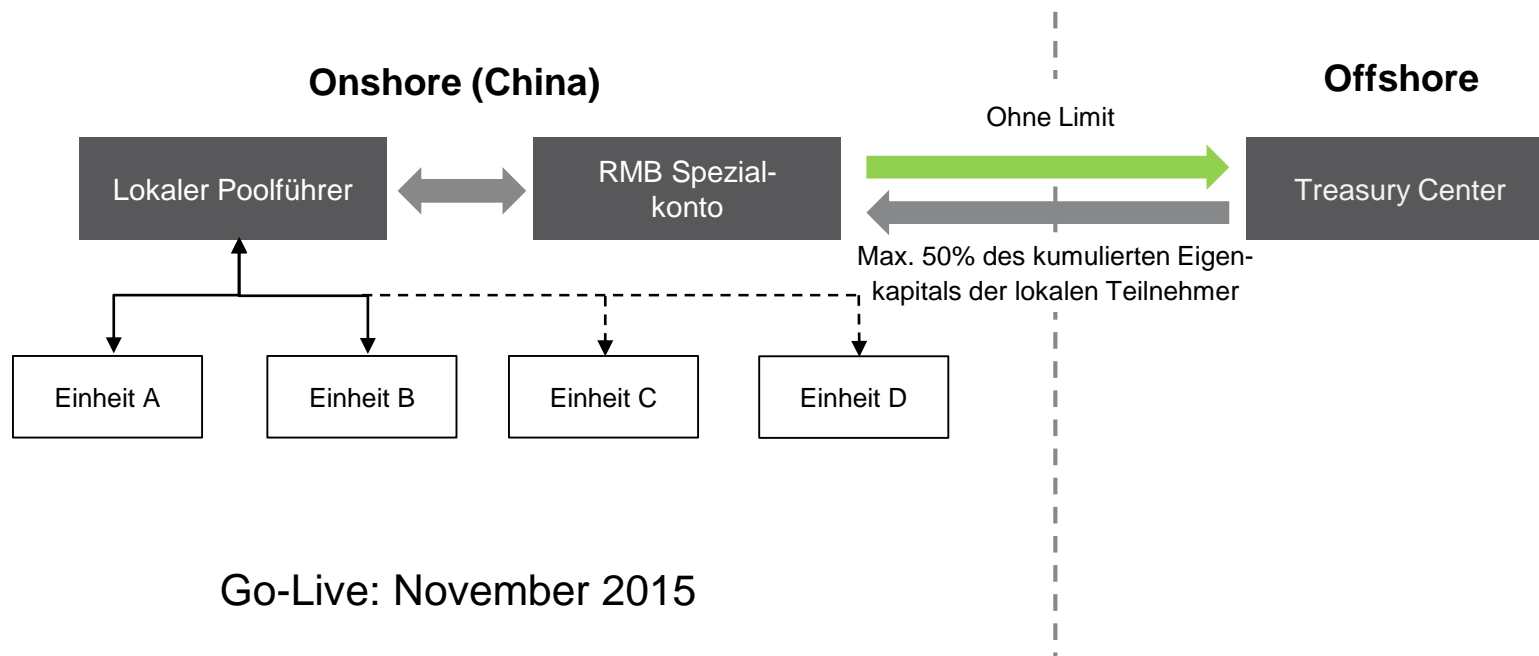 Onshore (China)
Offshore
Ohne Limit
Lokaler Poolführer
RMB Spezial-
konto
Treasury Center
Max. 50% des kumulierten Eigen-
kapitals der lokalen Teilnehmer
Einheit A
Einheit B
Einheit C
Einheit D
Go-Live: November 2015